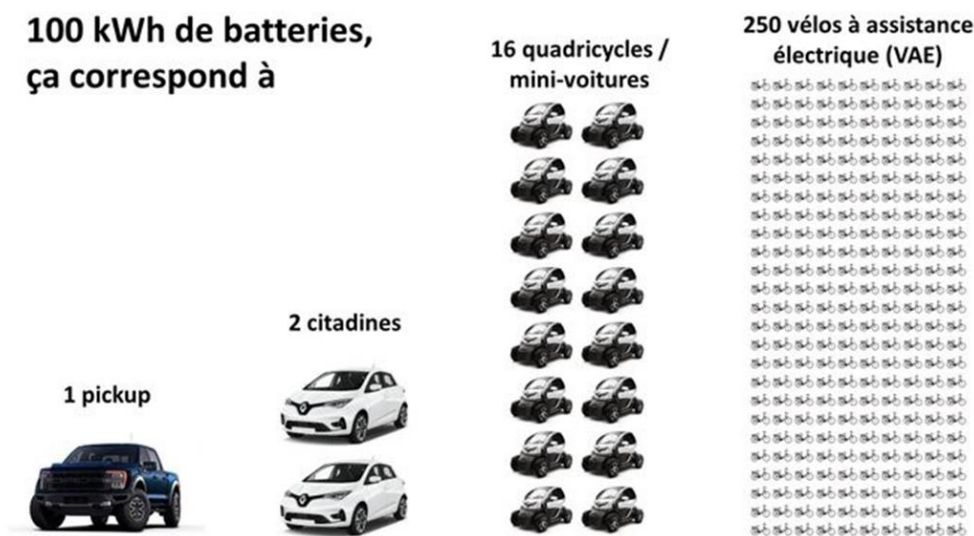 100 kWh de batteries,
ça correspond à
1 pickup
2 citadines
16 quadricycles /
mini-voitures
250 vélos à assistance
électrique (VAE)